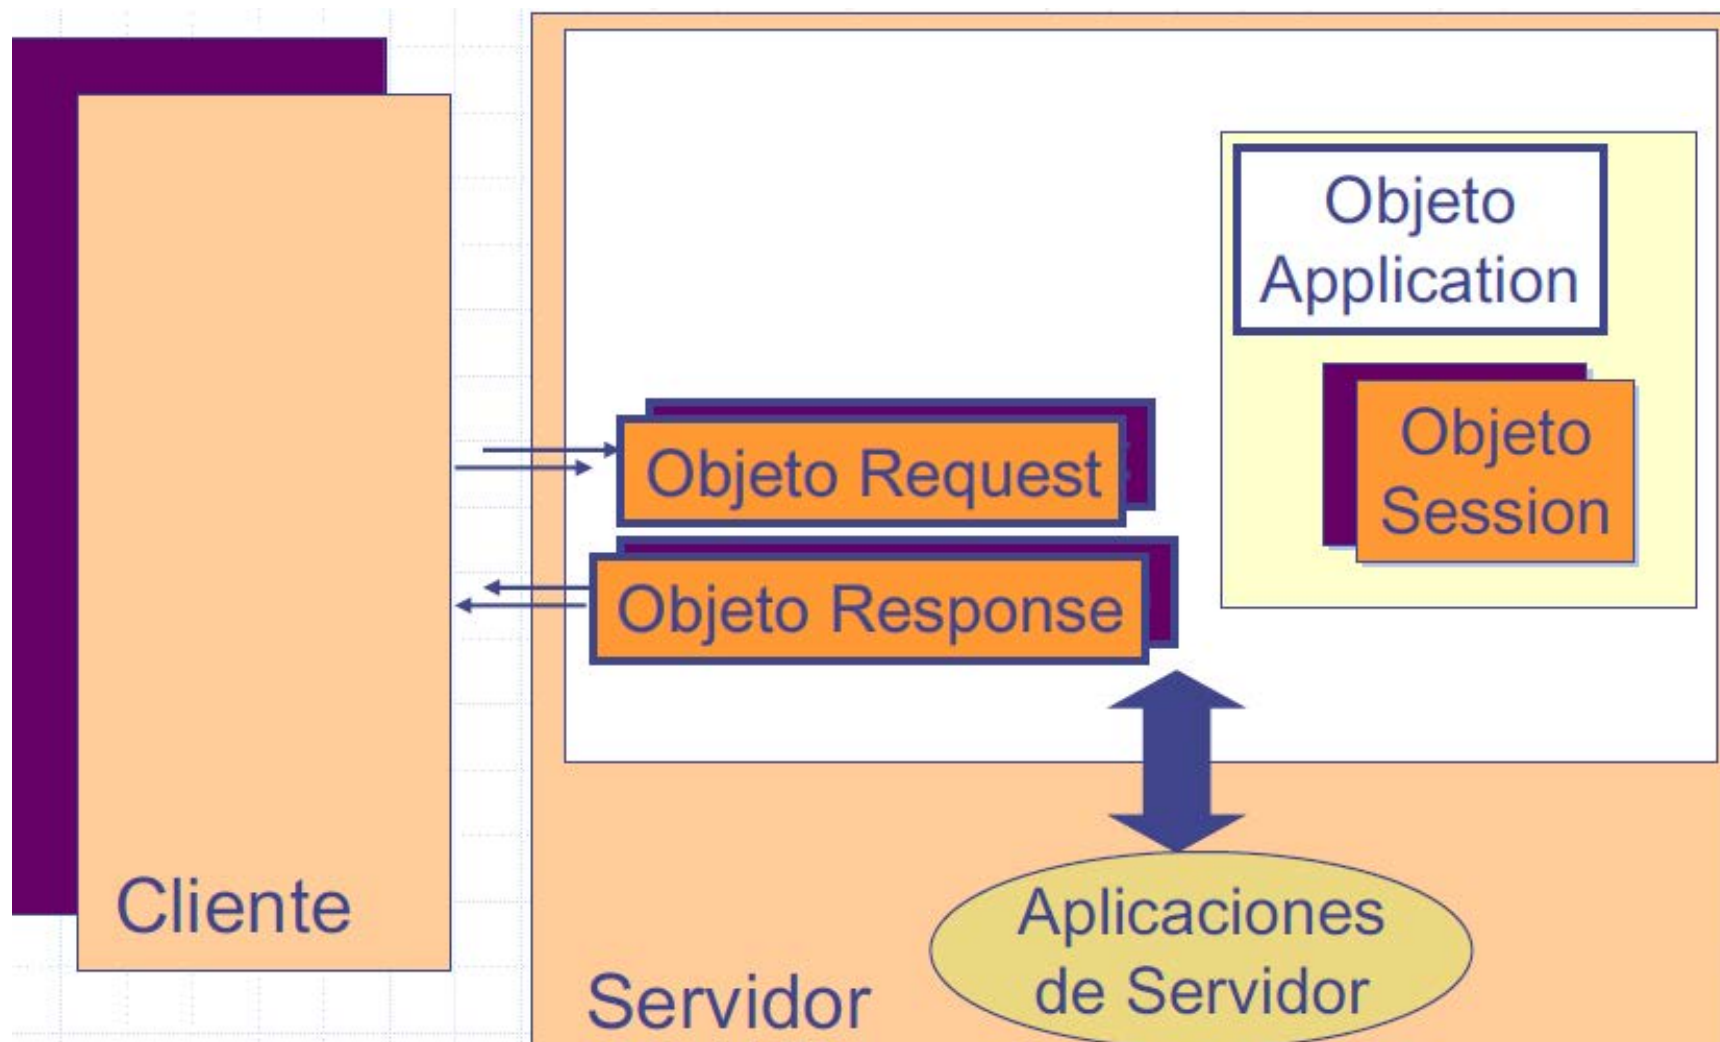 Objeto
Application
Objeto Request
Objeto
Session
Objeto Response
Cliente
Aplicaciones
de Servidor
Servidor